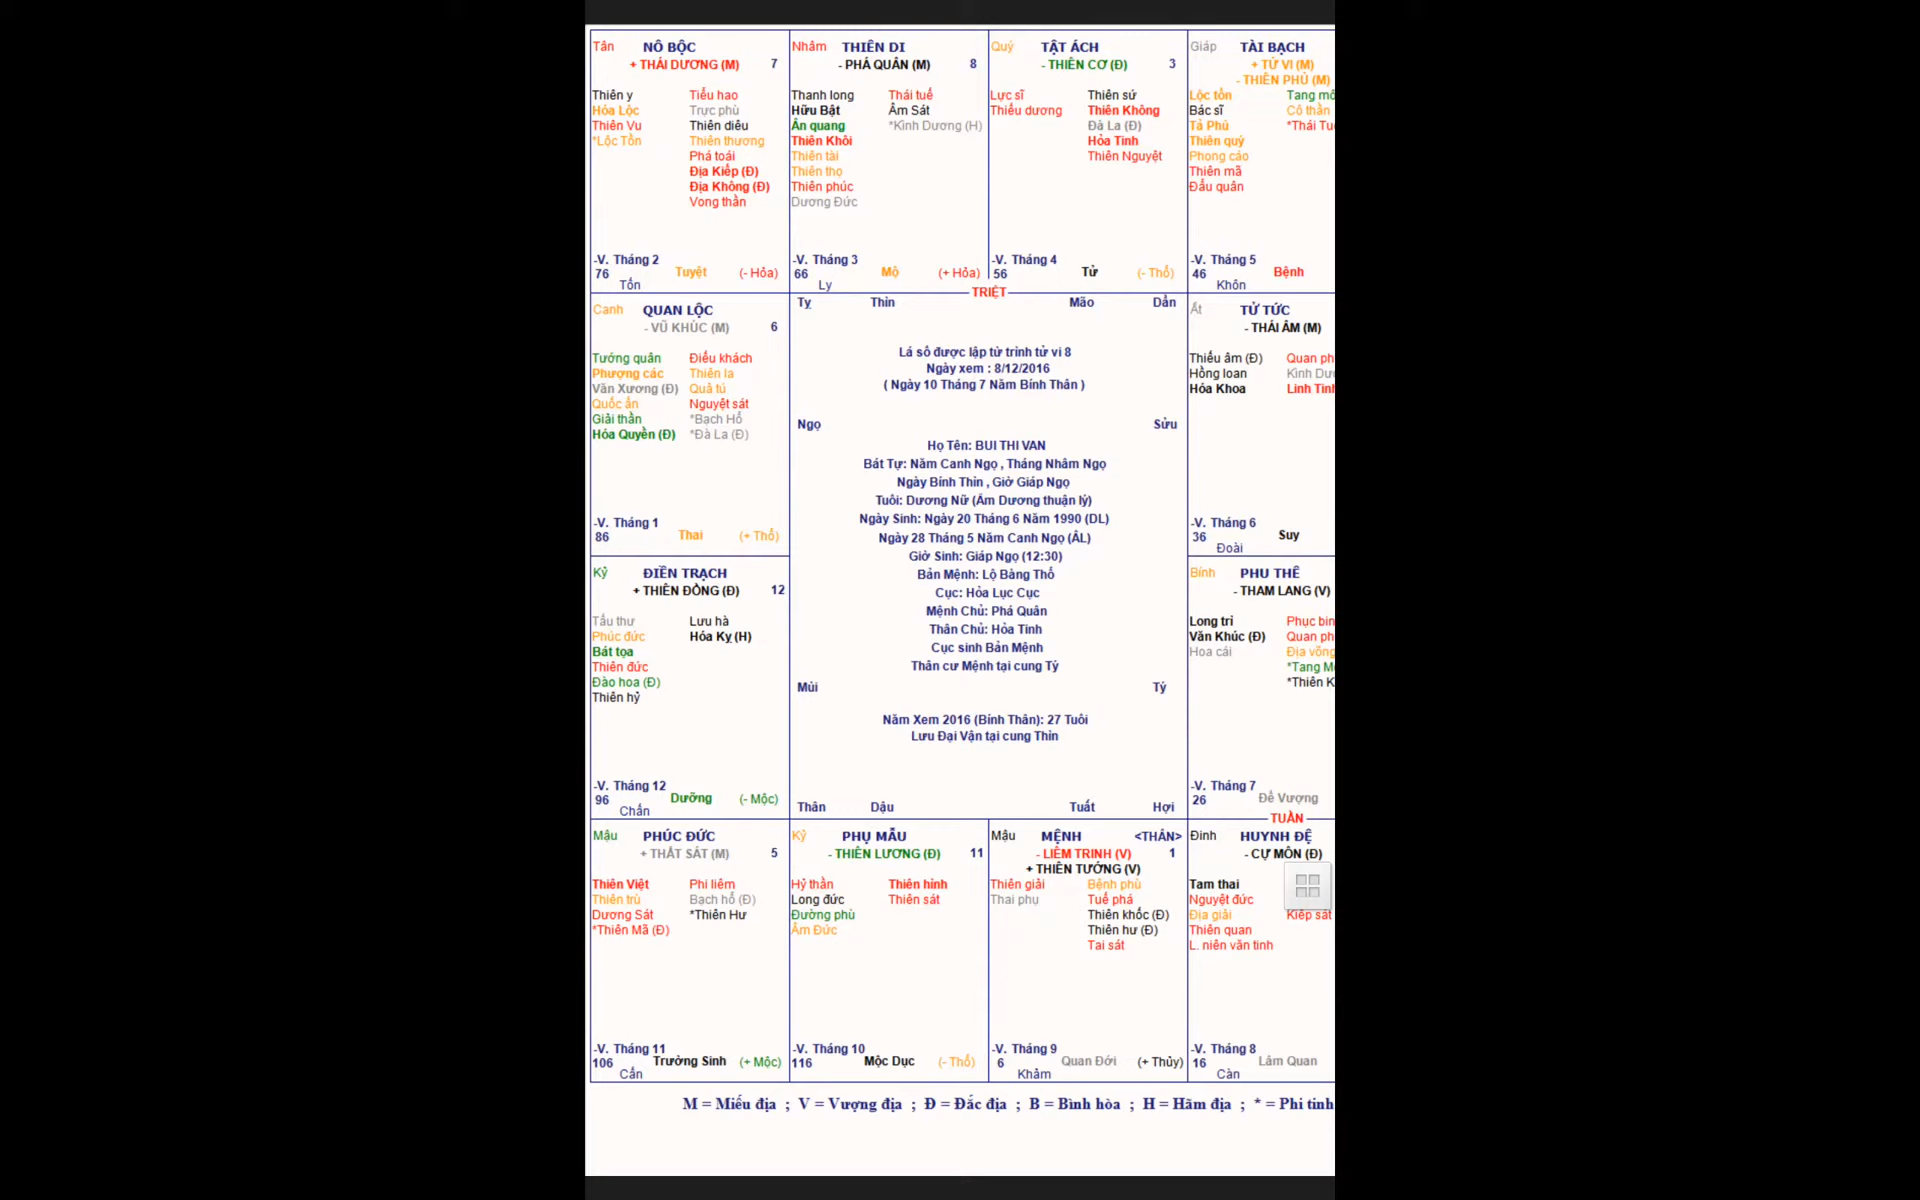 Tân NÔ BỘC
+ THÁI DƯƠNG (M) 7
Thiên y Tiểu hao
Hóa Lộc Trực phù
Thiên Vu Thiên diêu
*Lộc Tồn Thiên thương
Phá toái
Địa Kiếp (Đ)
Địa Không (Đ)
Vong thần
-V. Tháng 2
76 Tuyệt (- Hỏa)
Tốn
Nhâm THIÊN DI
- PHÁ QUÂN (M) 8
Thanh long Thái tuế
Hữu Bật Âm Sát
Ân quang *Kình Dương (H)
Thiên Khôi
Thiên tài
Thiên thọ
Thiên phúc
Dương Đức
-V. Tháng 3
66 Mộ (+ Hỏa)
Ly
Quý TẬT ÁCH
- THIÊN CƠ (Đ) 3
Lực sĩ Thiên sứ
Thiếu dương Thiên Không
Đà La (Đ)
Hỏa Tinh
Thiên Nguyệt
-V. Tháng 4
56 Tử (- Thổ)
Giáp TÀI BẠCH
+ TỬ VI (M)
- THIÊN PHỦ (M)
Lộc tồn Tang mô
Bác sĩ Cô thần
Tả Phù *Thái Tu
Thiên quý
Phong cáo
Thiên mã
Đẩu quân
-V. Tháng 5
46 Bệnh
Khôn
TRIỆT
Canh QUAN LỘC
- VŨ KHÚC (M) 6
Tướng quân Điếu khách
Phượng các Thiên la
Văn Xương (Đ) Quả tú
Quốc ấn Nguyệt sát
Giải thần *Bạch Hổ
Hóa Quyền (Đ) *Đà La (Đ)
-V. Tháng 1
86 Thai (+ Thổ)
Tỵ Thìn Mão Dần
Lá số được lập từ trình tử vi 8
Ngày xem : 8/12/2016
( Ngày 10 Tháng 7 Năm Bính Thân )
Ngọ Sửu
Họ Tên: BUI THI VAN
Bát Tự: Năm Canh Ngọ , Tháng Nhâm Ngọ
Ngày Bính Thìn , Giờ Giáp Ngọ
Tuổi: Dương Nữ (Âm Dương thuận lý)
Ngày Sinh: Ngày 20 Tháng 6 Năm 1990 (DL)
Ngày 28 Tháng 5 Năm Canh Ngọ (ÂL)
Giờ Sinh: Giáp Ngọ (12:30)
Bản Mệnh: Lộ Bàng Thổ
Cục: Hỏa Lục Cục
Mệnh Chủ: Phá Quân
Thân Chủ: Hỏa Tinh
Cục sinh Bản Mệnh
Thân cư Mệnh tại cung Tý
Mùi Tý
Năm Xem 2016 (Bính Thân): 27 Tuổi
Lưu Đại Vận tại cung Thìn
Thân Dậu Tuất Hợi
Ất TỬ TỨC
- THÁI ÂM (M)
Thiếu âm (Đ) Quan ph
Hồng loan Kình Dư
Hóa Khoa Linh Tinh
-V. Tháng 6
36 Suy
Đoài
Kỷ ĐIỀN TRẠCH
+ THIÊN ĐỒNG (Đ) 12
Tấu thư Lưu hà
Phúc đức Hóa Kỵ (H)
Bát tọa
Thiên đức
Đào hoa (Đ)
Thiên hỷ
-V. Tháng 12
96 Dưỡng (- Mộc)
Chấn
Bính PHU THÊ
- THAM LANG (V)
Long trì Phục bin
Văn Khúc (Đ) Quan ph
Hoa cái Địa võng
*Tang M
*Thiên K
-V. Tháng 7
26 Đế Vượng
TUẦN
Mậu PHÚC ĐỨC
+ THẤT SÁT (M) 5
Thiên Việt Phi liêm
Thiên trù Bạch hổ (Đ)
Dương Sát *Thiên Hư
*Thiên Mã (Đ)
-V. Tháng 11
106 Trường Sinh (+ Mộc)
Cấn
Kỷ PHỤ MẪU
- THIÊN LƯƠNG (Đ) 11
Hỷ thần Thiên hình
Long đức Thiên sát
Đường phù
Âm Đức
-V. Tháng 10
116 Mộc Dục (- Thổ)
Mậu MỆNH <THÂN>
- LIÊM TRINH (V) 1
+ THIÊN TƯỚNG (V)
Thiên giải Bệnh phù
Thai phụ Tuế phá
Thiên khốc (Đ)
Thiên hư (Đ)
Tai sát
-V. Tháng 9
6 Quan Đới (+ Thủy)
Khảm
Đinh HUYNH ĐỆ
- CỰ MÔN (Đ)
Tam thai
Nguyệt đức
Địa giải Kiếp sát
Thiên quan
L. niên văn tinh
-V. Tháng 8
16 Lâm Quan
Càn
M = Miếu địa ; V = Vượng địa ; Đ = Đắc địa ; B = Bình hòa ; H = Hãm địa ; * = Phi tinh